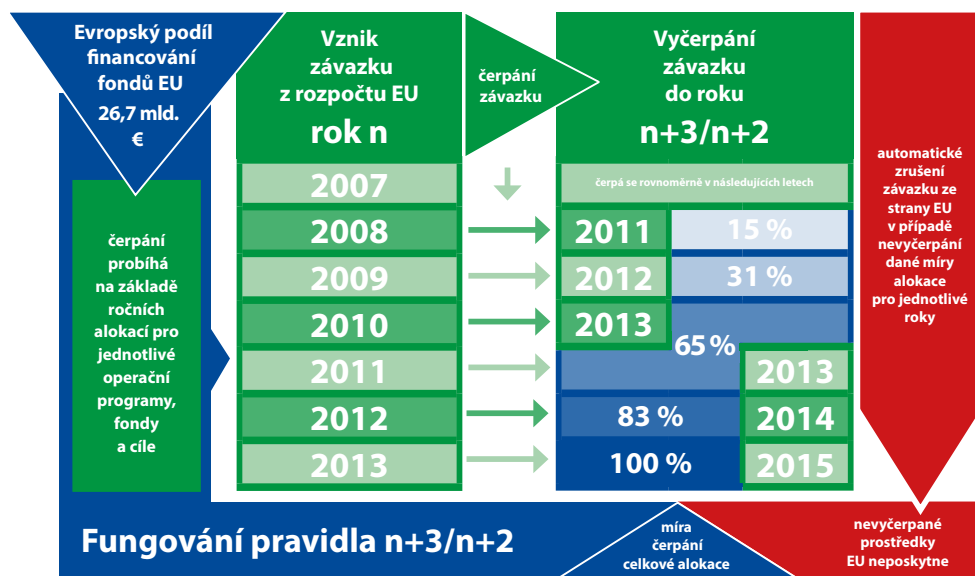 Evropský podíl
financování
fondů EU
26,7 mld.
€
čerpání
probíhá
na základě
ročních
alokací pro
jednotlivé
operační
programy,
fondy
a cíle
Vznik
závazku
z rozpočtu EU
rok n
čerpání
závazku
Vyčerpání
závazku
do roku
n+3/n+2
2007
čerpá se rovnoměrně v následujících letech
2008
2011
15 %
2009
2012
31 %
2010
2013
65 %
2011
2013
2012
83 %
2014
2013
100 %
2015
automatické
zrušení
závazku ze
strany EU
v případě
nevyčerpání
dané míry
alokace
pro jednotlivé
roky
Fungování pravidla n+3/n+2
míra
čerpání
celkové alokace
nevyčerpané
prostředky
EU neposkytne